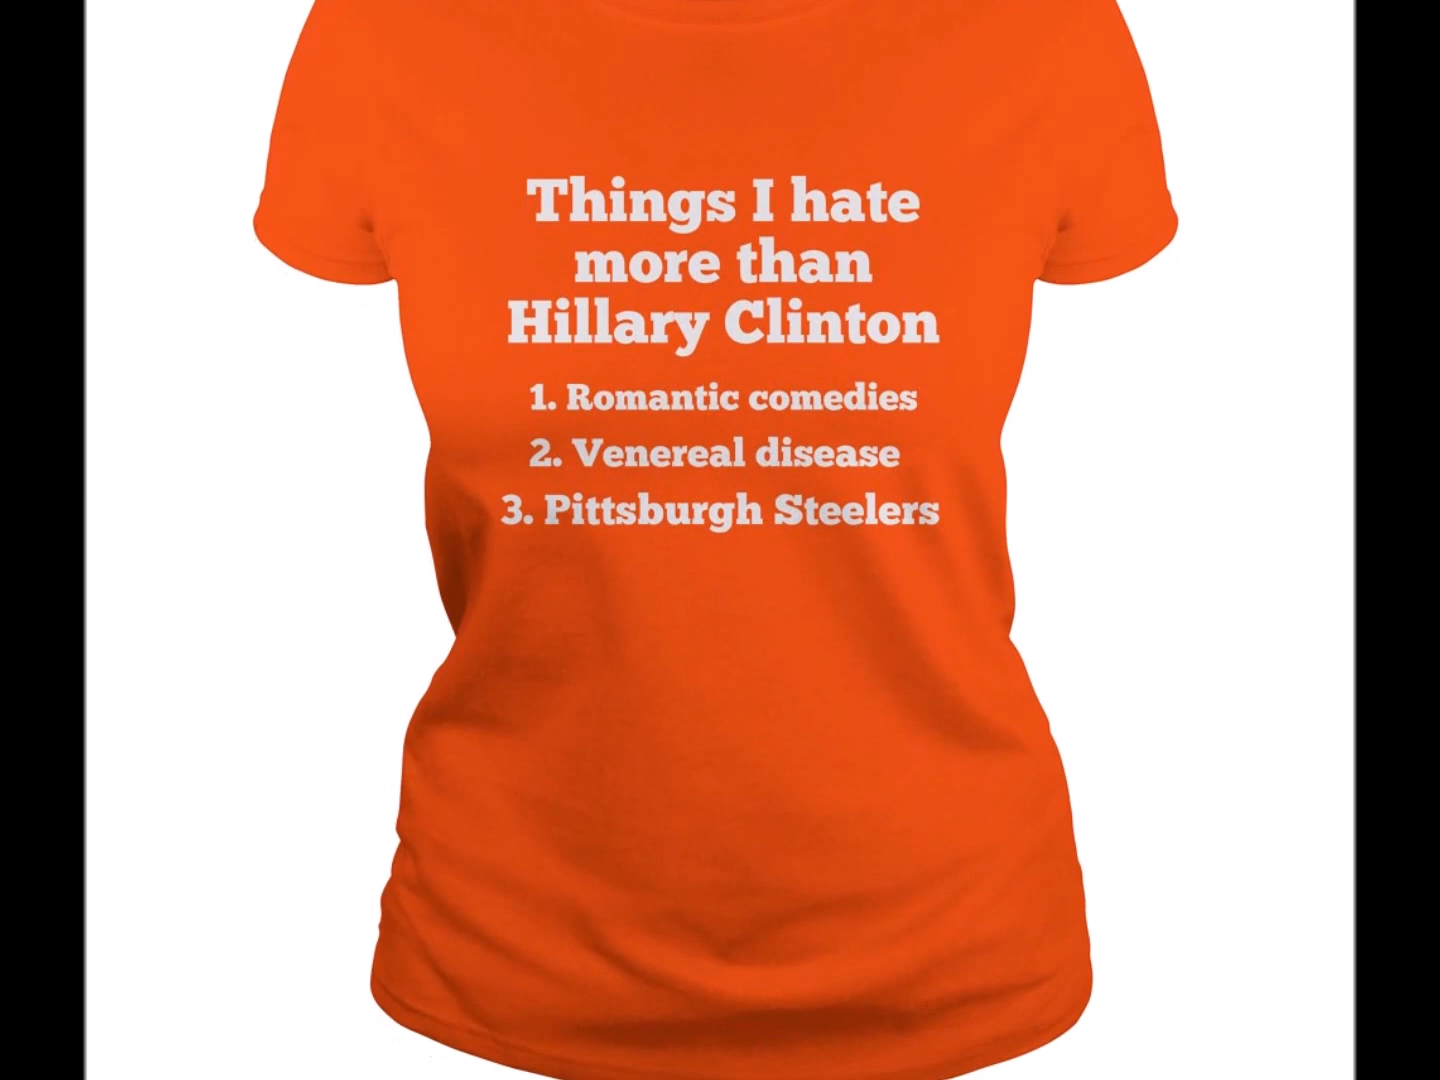 Things I hate
more than
Hillary Clinton
1. Romantic comedies
2. Venereal disease
3. Pittsburgh Steelers